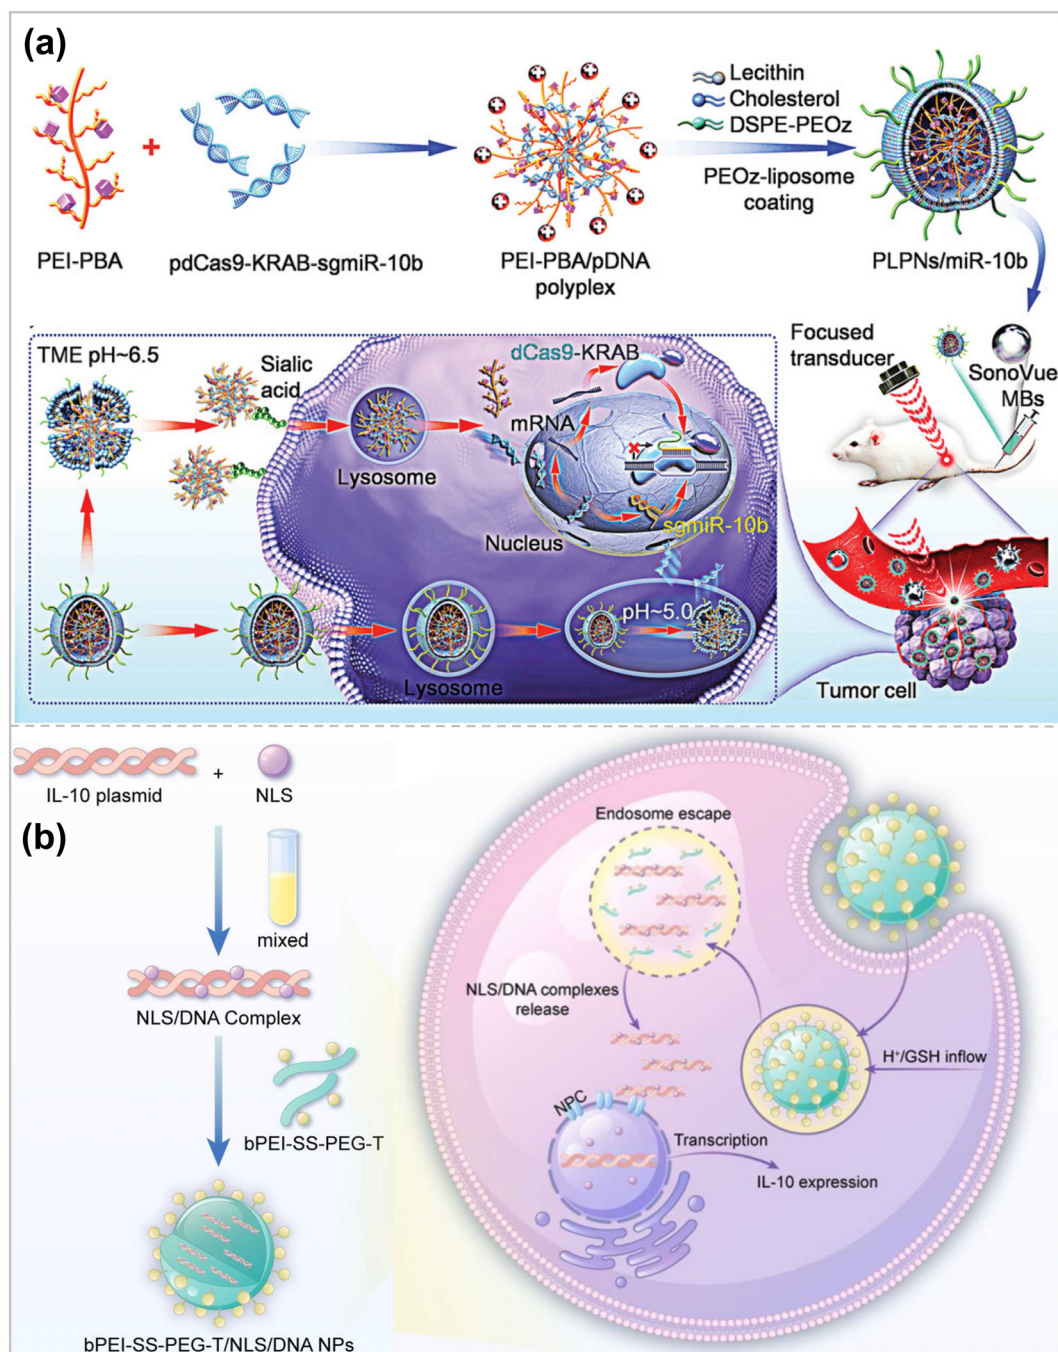 (a)
Lecithin
Cholesterol
DSPE-PEOz
+
PEOz-liposome
coating
PEI-PBA
pdCas9-KRAB-sgmiR-10b
PEI-PBA/pDNA
polyplex
PLPNs/miR-10b
TME pH~6.5
Sialic
acid
dCas9-KRAB
mRNA
Lysosome
Nucleus
sgmiR-10b
pH~5.0
Lysosome
Focused
transducer
SonoVue
MBs
Tumor cell
(b)
IL-10 plasmid
+
NLS
mixed
NLS/DNA Complex
bPEI-SS-PEG-T
bPEI-SS-PEG-T/NLS/DNA NPs
Endosome escape
NLS/DNA complexes
release
H⁺/GSH inflow
NPC
Transcription
IL-10 expression